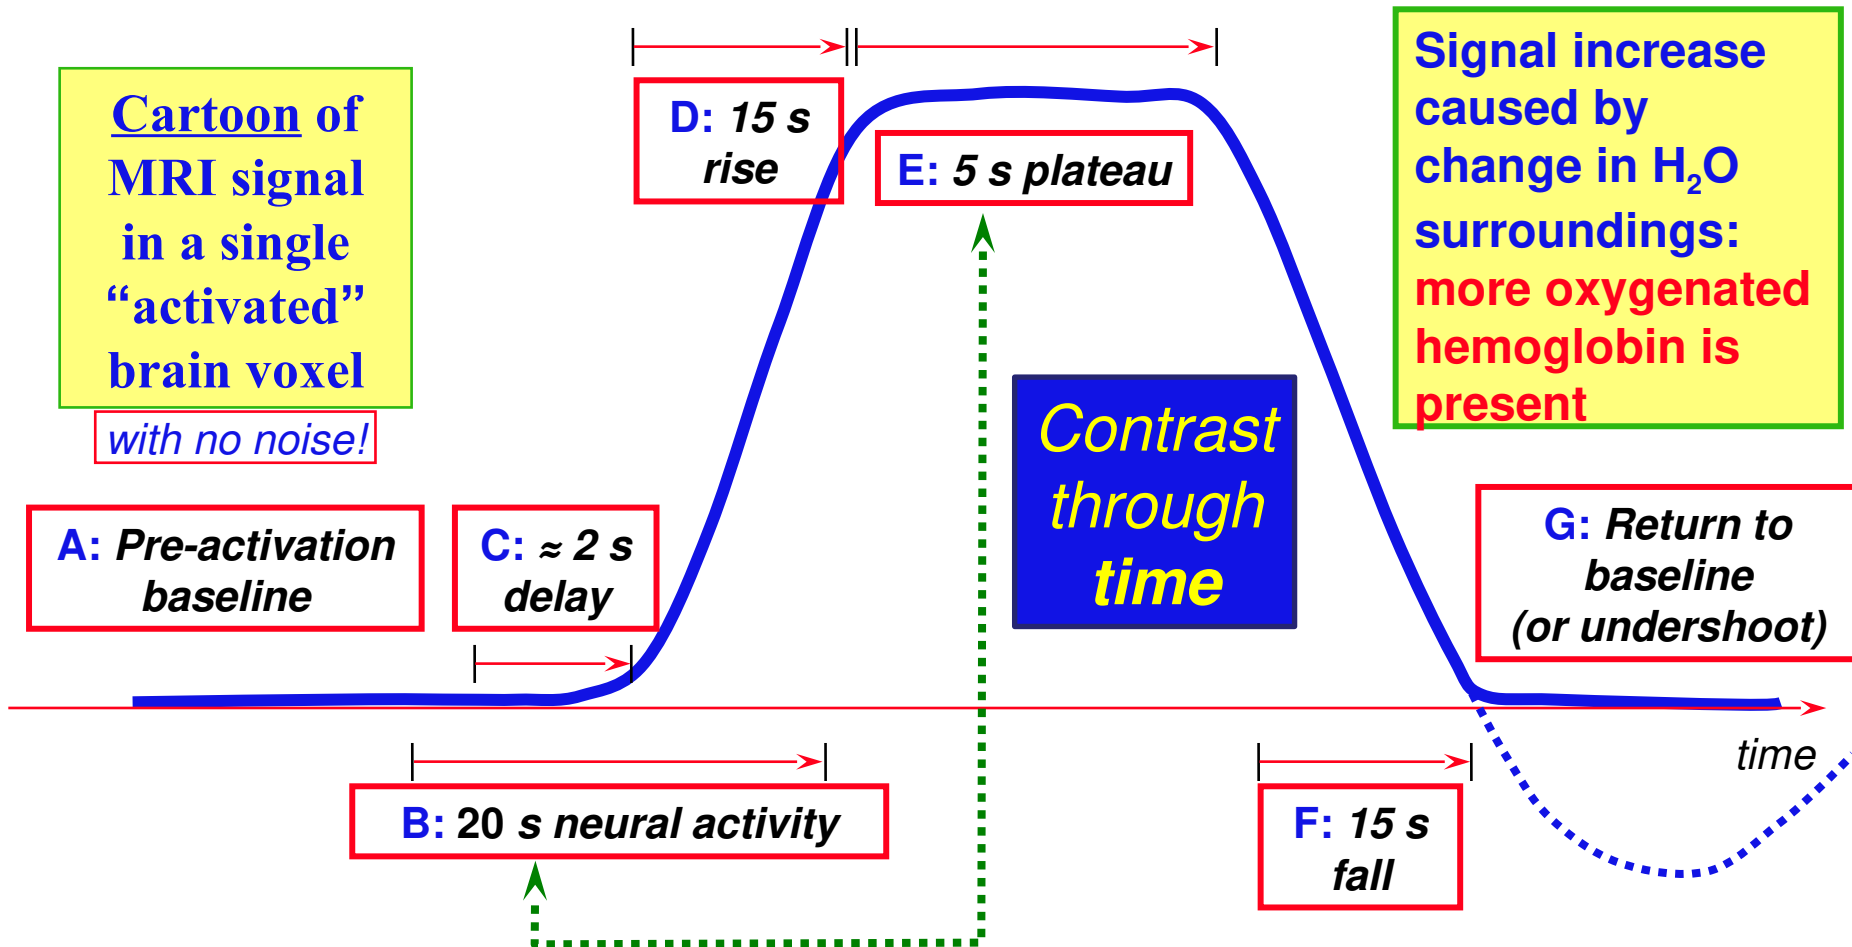 Cartoon of
MRI signal
in a single
“activated”
brain voxel
with no noise!
D: 15 s
rise
E: 5 s plateau
Signal increase
caused by
change in H₂O
surroundings:
more oxygenated
hemoglobin is
present
Contrast
through
time
A: Pre-activation
baseline
C: ≈ 2 s
delay
G: Return to
baseline
(or undershoot)
time
B: 20 s neural activity
F: 15 s
fall